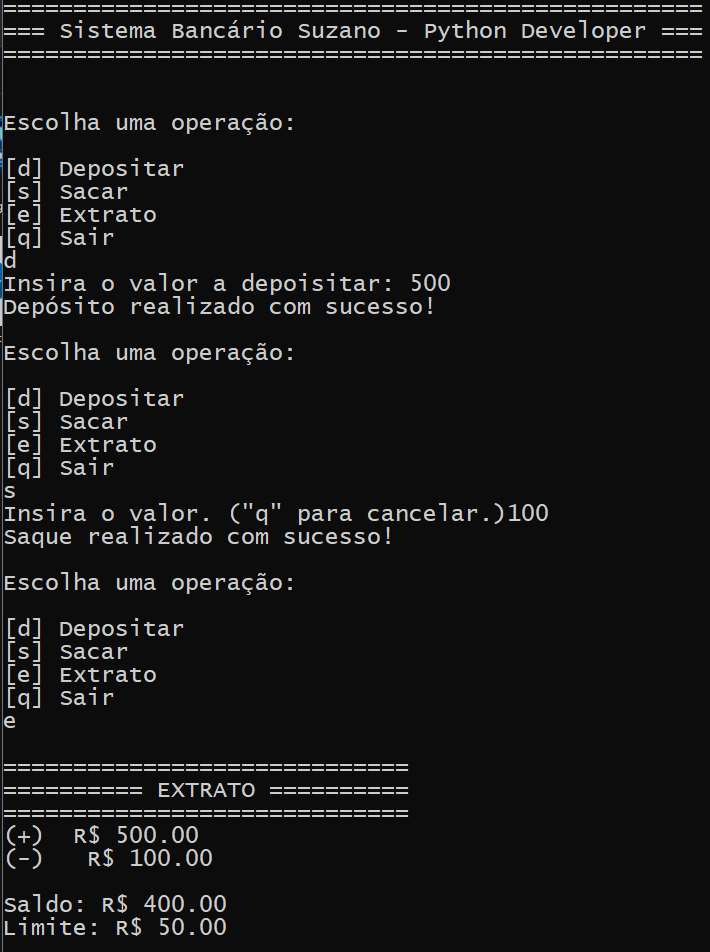 ==================================================
=== Sistema Bancário Suzano - Python Developer ===
==================================================
Escolha uma operação:
[d] Depositar
[s] Sacar
[e] Extrato
[q] Sair
d
Insira o valor a depoisitar: 500
Depósito realizado com sucesso!
Escolha uma operação:
[d] Depositar
[s] Sacar
[e] Extrato
[q] Sair
s
Insira o valor. ("q" para cancelar.)100
Saque realizado com sucesso!
Escolha uma operação:
[d] Depositar
[s] Sacar
[e] Extrato
[q] Sair
e
=============================
========== EXTRATO ==========
=============================
(+)  R$ 500.00
(-)   R$ 100.00
Saldo: R$ 400.00
Limite: R$ 50.00